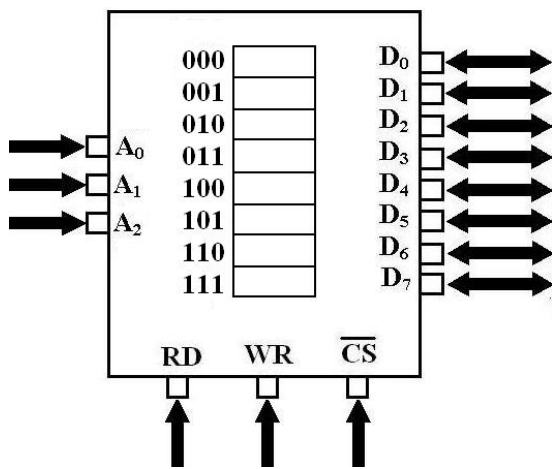 000
001
010
011
100
101
110
111
A₀
A₁
A₂
D₀
D₁
D₂
D₃
D₄
D₅
D₆
D₇
RD WR C̅S̅